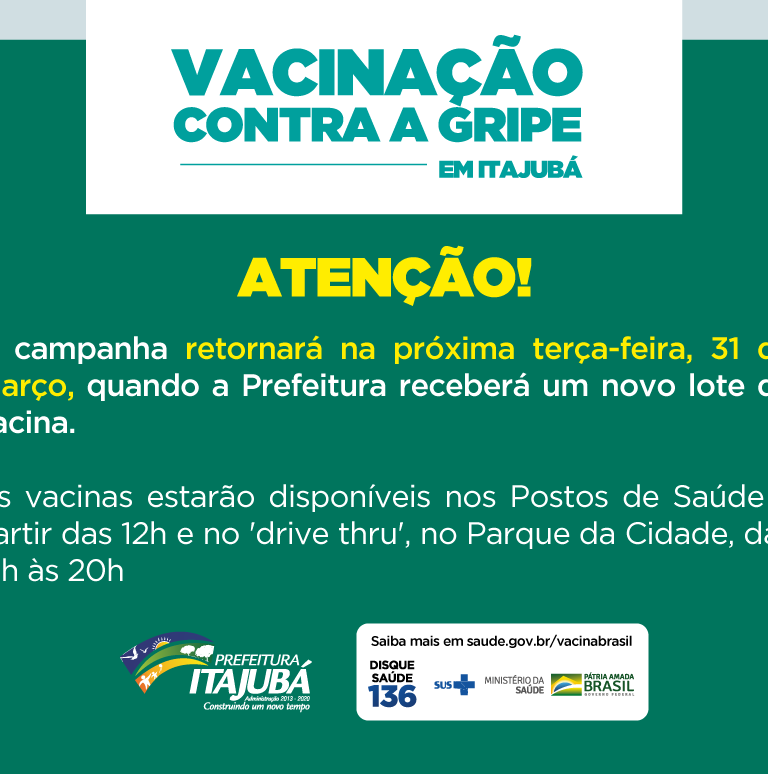 VACINAÇÃO
CONTRA A GRIPE
EM ITAJUBÁ
ATENÇÃO!
campanha retornará na próxima terça-feira, 31
arço, quando a Prefeitura receberá um novo lote
acina.
s vacinas estarão disponíveis nos Postos de Saúde
artir das 12h e no 'drive thru', no Parque da Cidade, da
h às 20h
PREFEITURA
ITAJUBÁ
Administração 2013 - 2020
Construindo um novo tempo
Saiba mais em saude.gov.br/vacinabrasil
DISQUE
SAÚDE
136
SUS
MINISTÉRIO DA
SAÚDE
PÁTRIA AMADA
BRASIL
GOVERNO FEDERAL